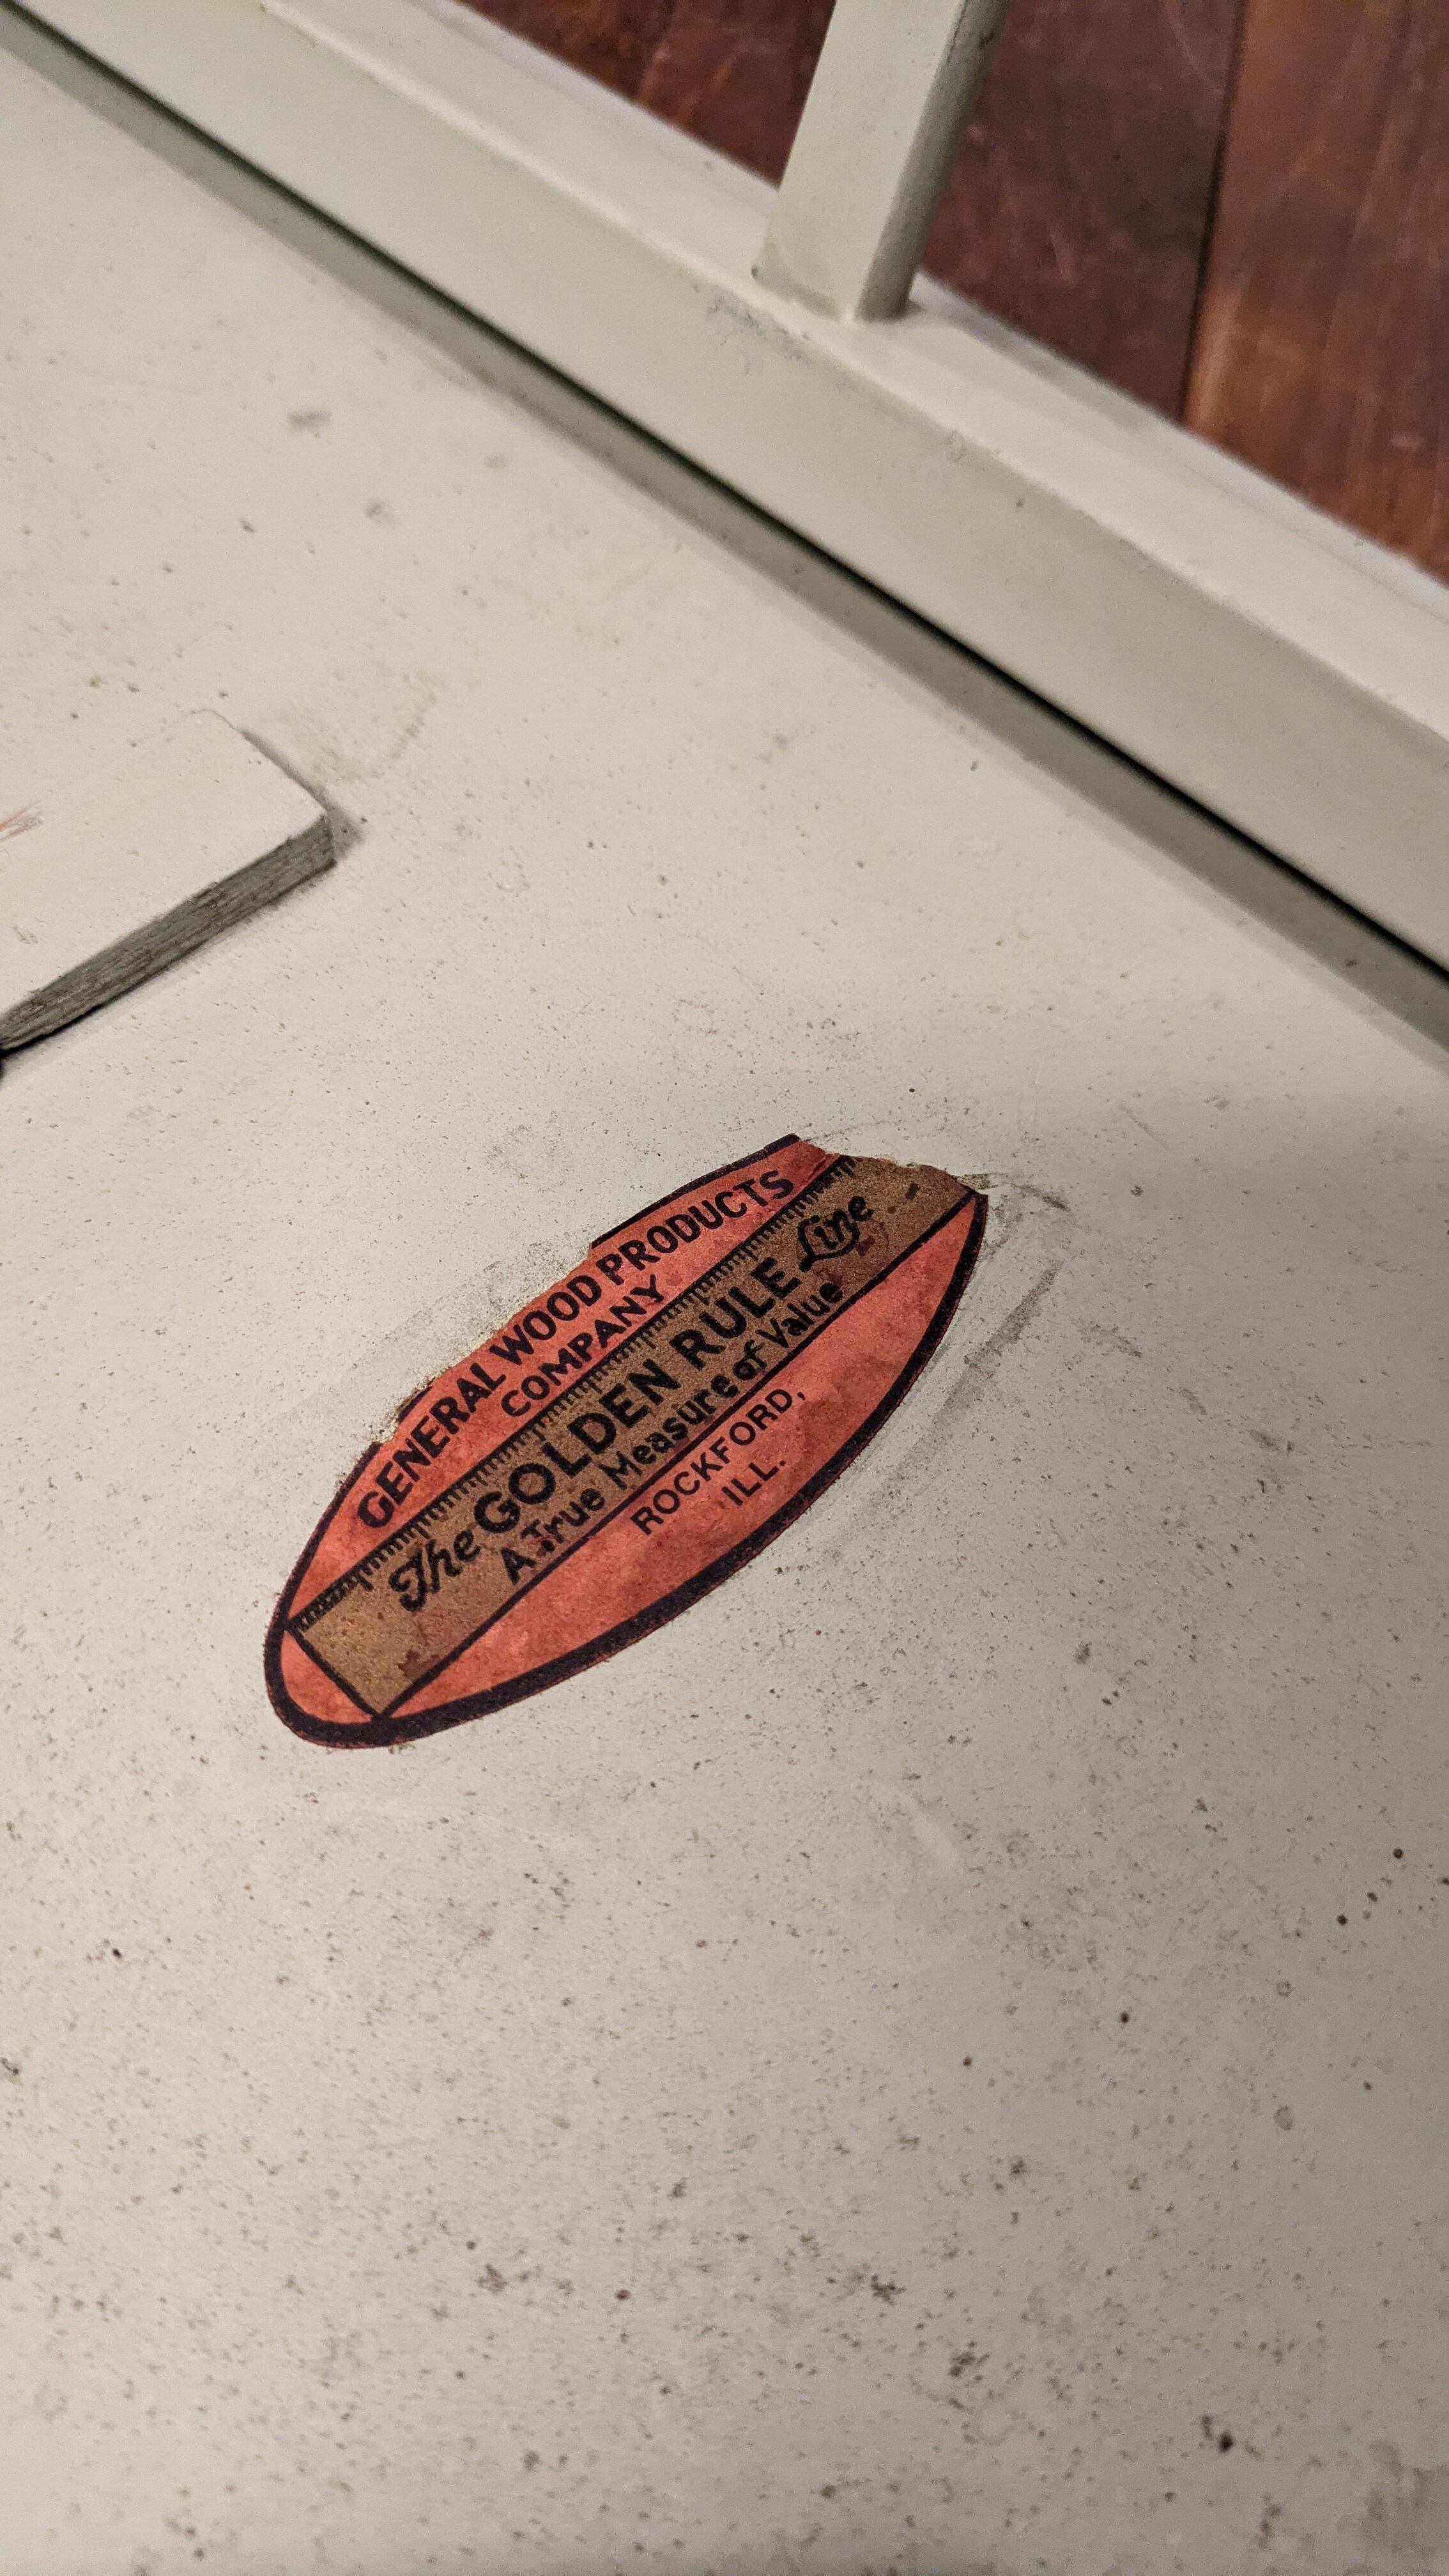 GENERAL WOOD PRODUCTS
COMPANY
The GOLDEN RULE Line
A True Measure of Value
ROCKFORD,
ILL.